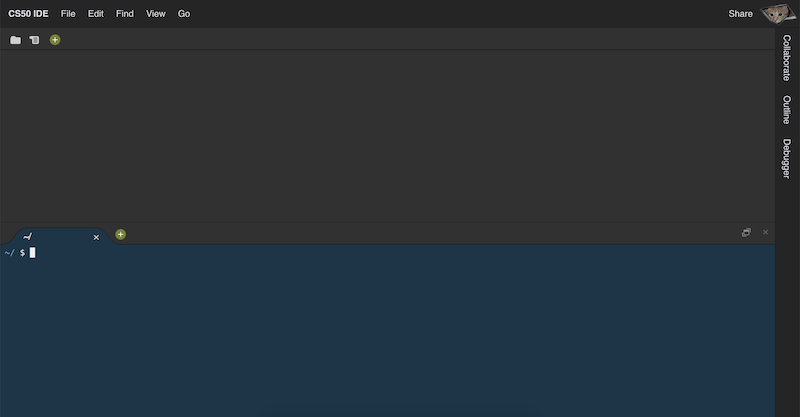 CS50 IDE File Edit Find View Go Share
Collaborate
Outline
Debugger
~/
~/ $